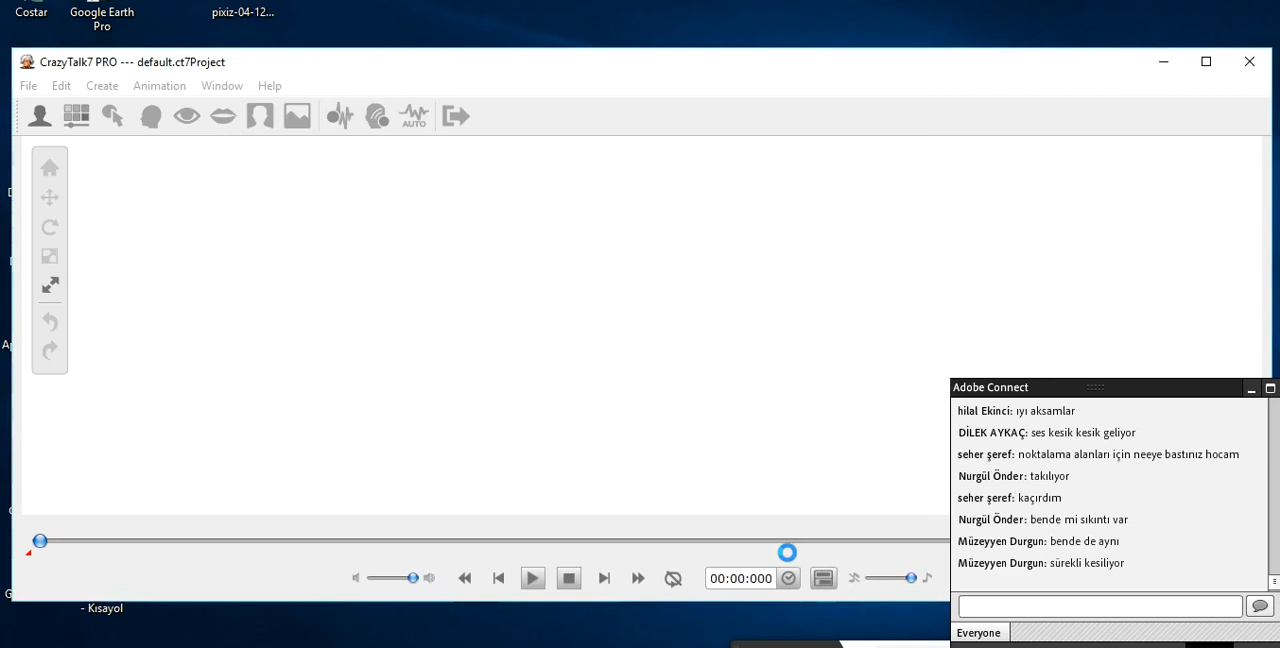 Costar
Google Earth
Pro
pixiz-04-12...
CrazyTalk7 PRO --- default.ct7Project
File Edit Create Animation Window Help
AUTO
Adobe Connect
hilal Ekinci: ıyı aksamlar
DİLEK AYKAÇ: ses kesik kesik geliyor
seher şeref: noktalama alanları için neeye bastınız hocam
Nurgül Önder: takılıyor
seher şeref: kaçırdım
Nurgül Önder: bende mi sıkıntı var
Müzeyyen Durgun: bende de aynı
Müzeyyen Durgun: sürekli kesiliyor
00:00:000
- Kısayol
Everyone